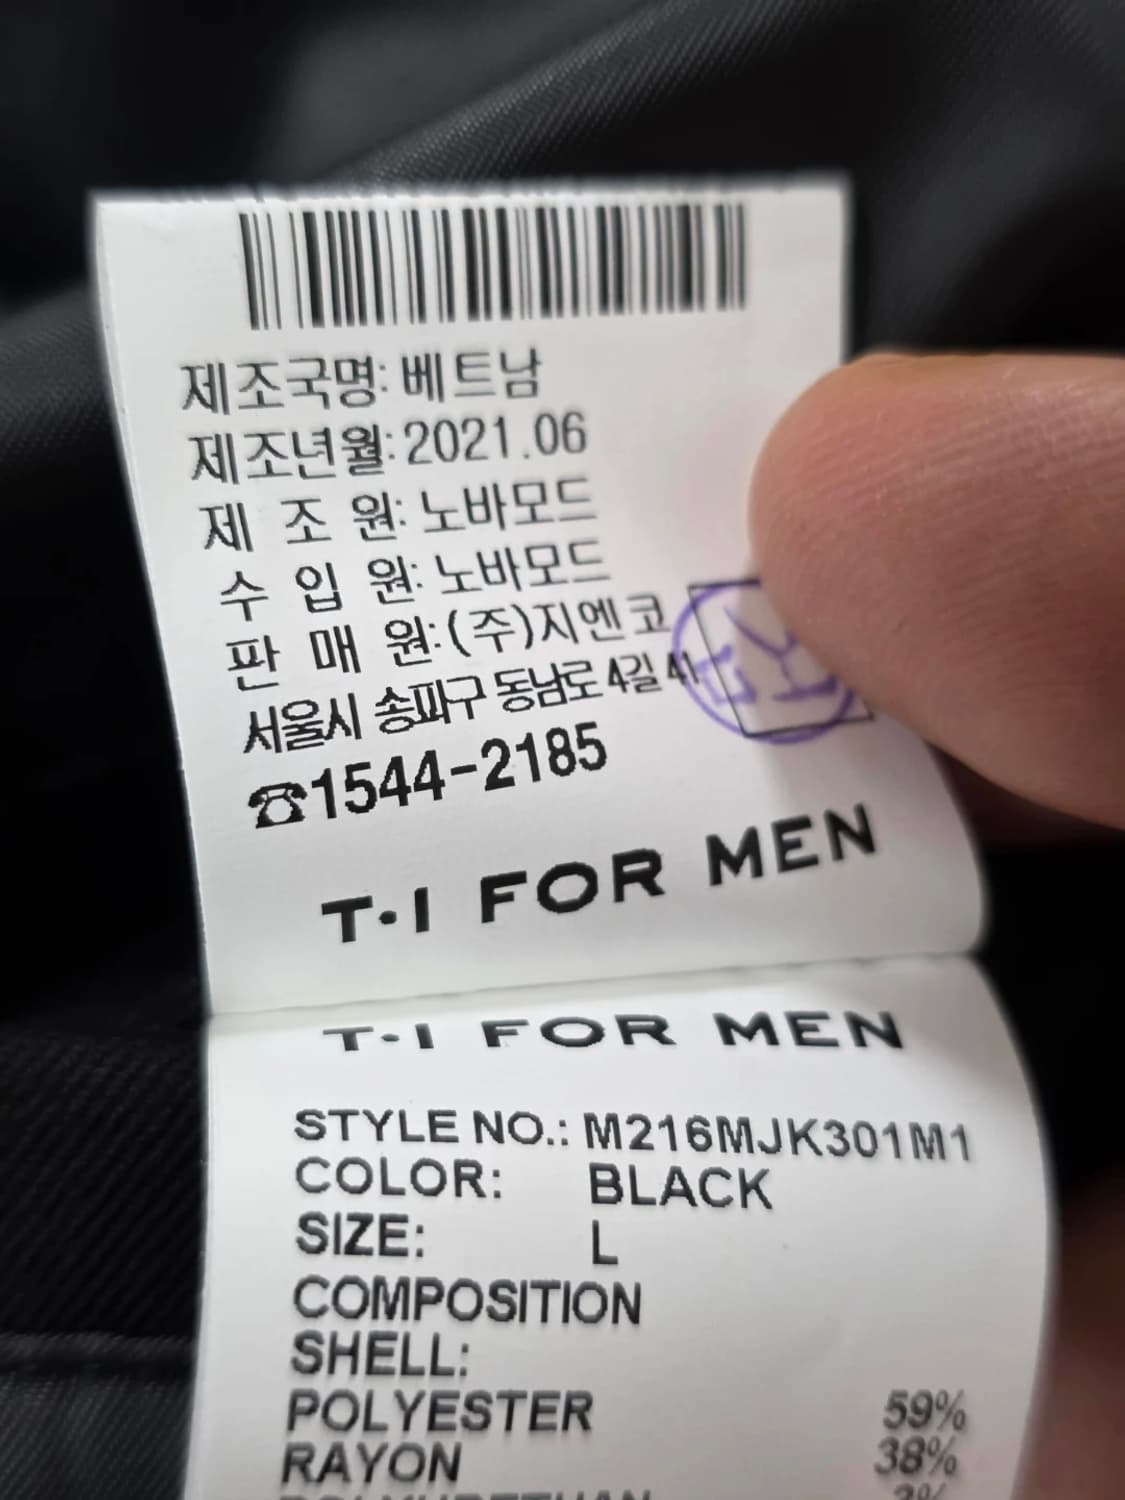 제조국명: 베트남
제조년월: 2021.06
제 조 원: 노바모드
수 입 원: 노바모드
판 매 원: (주)지엔코
서울시 송파구 동남로 4길 41
☎1544-2185
T·I FOR MEN
T·I FOR MEN
STYLE NO.: M216MJK301M1
COLOR: BLACK
SIZE: L
COMPOSITION
SHELL:
POLYESTER 59%
RAYON 38%